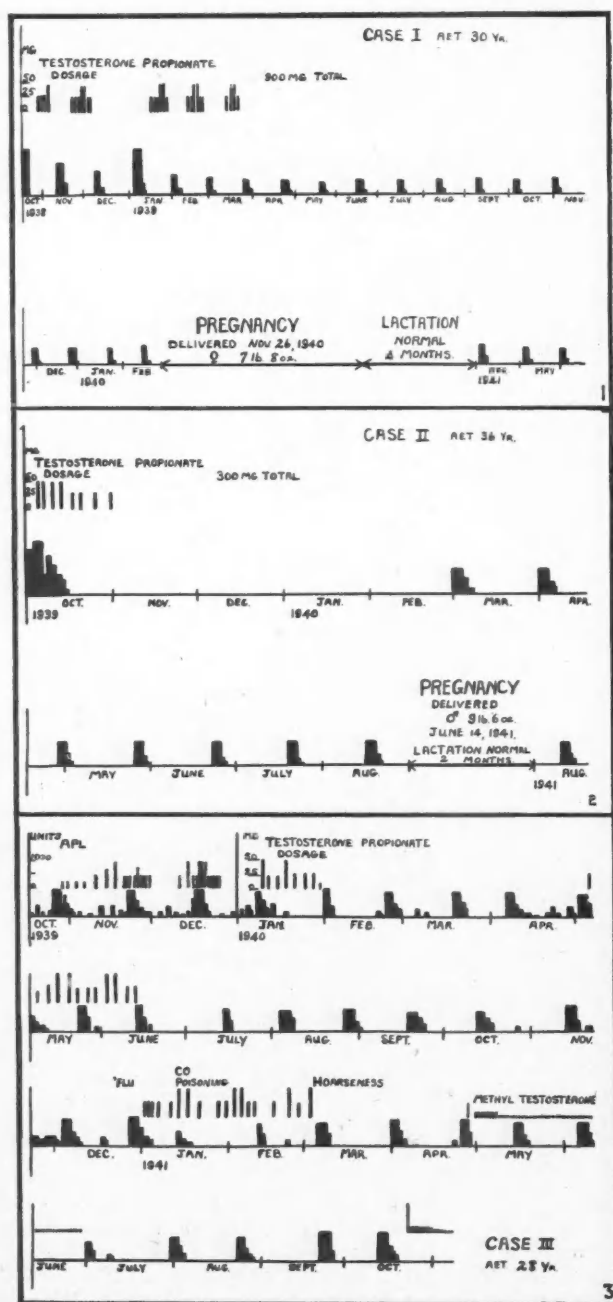 CASE I AET 30 YR.
MG
TESTOSTERONE PROPIONATE
DOSAGE
900 MG TOTAL
50
25
0
OCT. NOV. DEC. JAN. FEB. MAR. APR. MAY JUNE JULY AUG. SEPT. OCT. NOV.
1938 1939
PREGNANCY
DELIVERED NOV 26, 1940
♀ 7 lb. 8 oz.
LACTATION
NORMAL
MONTHS.
DEC. JAN. FEB APR. MAY
1940 1941
1
CASE II AET 36 YR.
MG
TESTOSTERONE PROPIONATE
DOSAGE
300 MG TOTAL
50
25
0
OCT. NOV. DEC. JAN. FEB. MAR. APR.
1939 1940
PREGNANCY
DELIVERED
♂ 9 lb. 6 oz.
JUNE 14, 1941.
LACTATION NORMAL
2 MONTHS.
MAY JUNE JULY AUG. AUG.
1941
2
UNITS APL
MG
TESTOSTERONE PROPIONATE
DOSAGE
50
25
0
OCT. NOV. DEC. JAN. FEB. MAR. APR.
1939 1940
MAY JUNE JULY AUG. SEPT. OCT. NOV.
'FLU
CO
POISONING
HOARSENESS
METHYL TESTOSTERONE
DEC. JAN. FEB. MAR. APR. MAY
1941
CASE III
AET 28 YR.
JUNE JULY AUG. SEPT. OCT.
3